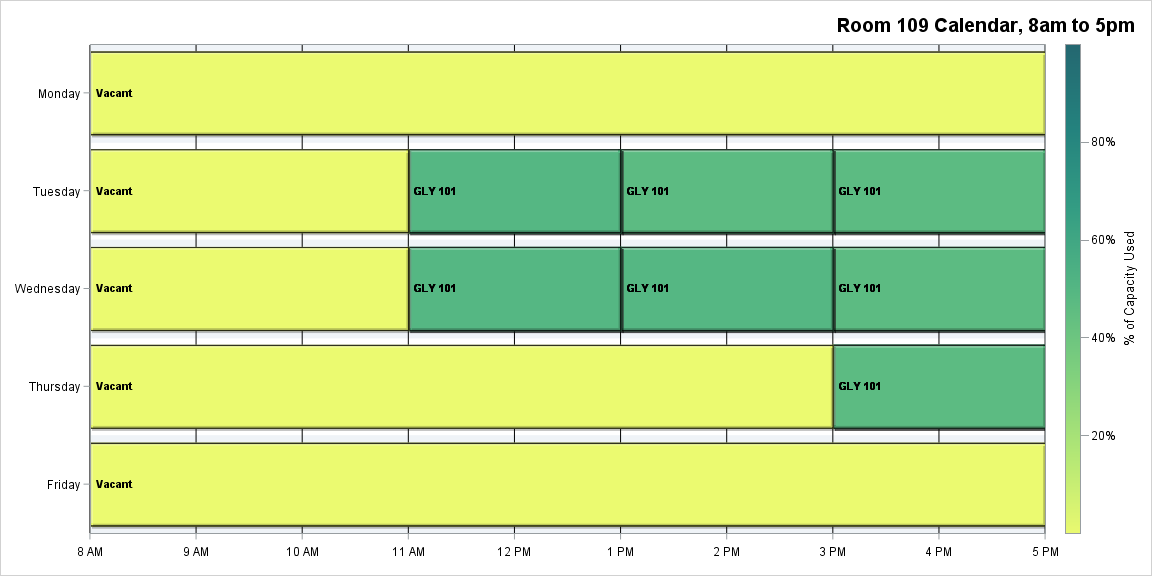 Room 109 Calendar, 8am to 5pm
Monday
Vacant
Tuesday
Vacant
GLY 101
GLY 101
GLY 101
Wednesday
Vacant
GLY 101
GLY 101
GLY 101
Thursday
Vacant
GLY 101
Friday
Vacant
8 AM
9 AM
10 AM
11 AM
12 PM
1 PM
2 PM
3 PM
4 PM
5 PM
80%
60%
40%
20%
% of Capacity Used